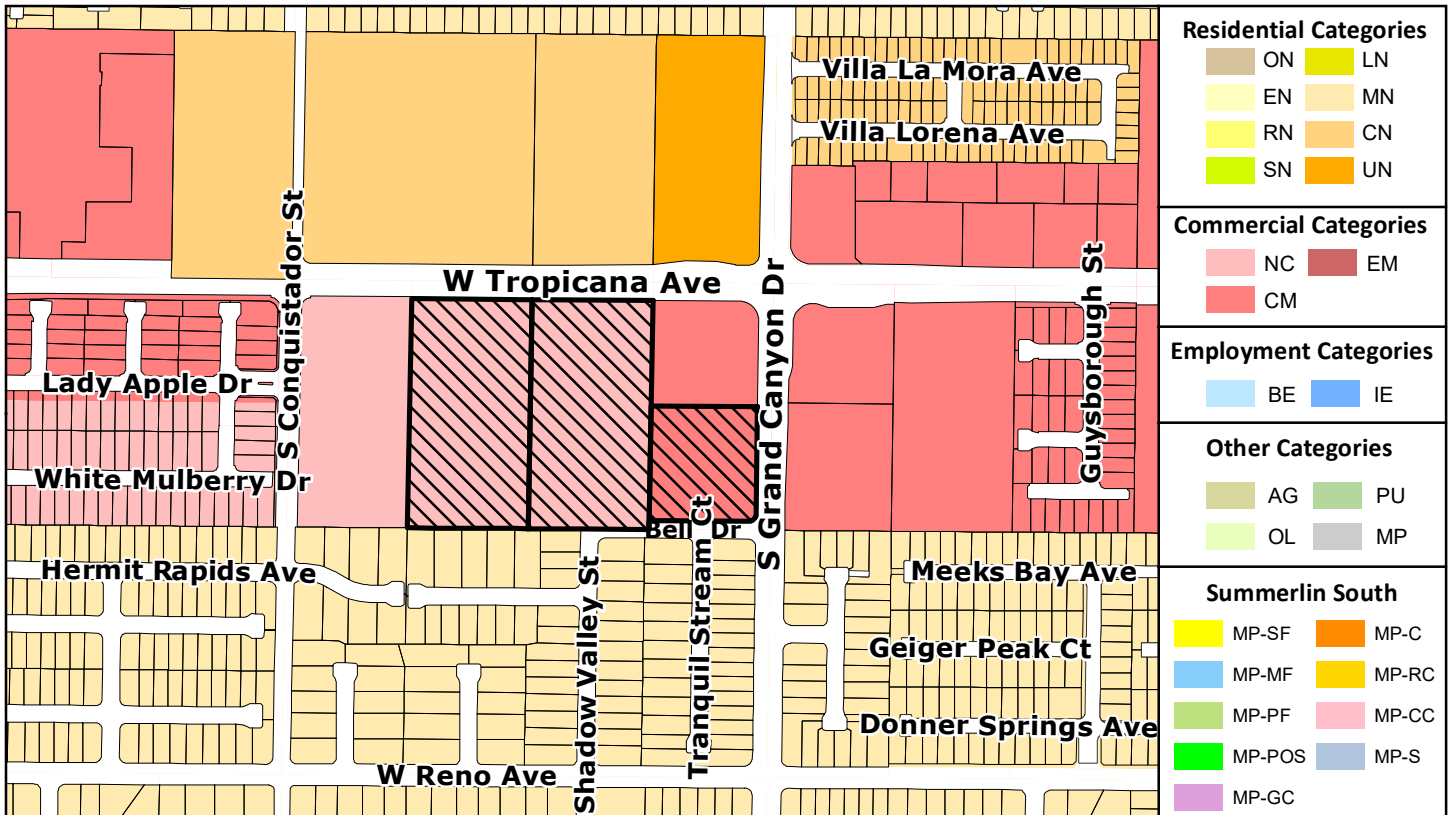 Villa La Mora Ave
Villa Lorena Ave
S Conquistador St
W Tropicana Ave
S Grand Canyon Dr
Guysborough St
Lady Apple Dr
White Mulberry Dr
Bell Dr
Hermit Rapids Ave
Shadow Valley St
Tranquil Stream Ct
Meeks Bay Ave
Geiger Peak Ct
Donner Springs Ave
W Reno Ave
Residential Categories
ON LN
EN MN
RN CN
SN UN
Commercial Categories
NC EM
CM
Employment Categories
BE IE
Other Categories
AG PU
OL MP
Summerlin South
MP-SF MP-C
MP-MF MP-RC
MP-PF MP-CC
MP-POS MP-S
MP-GC